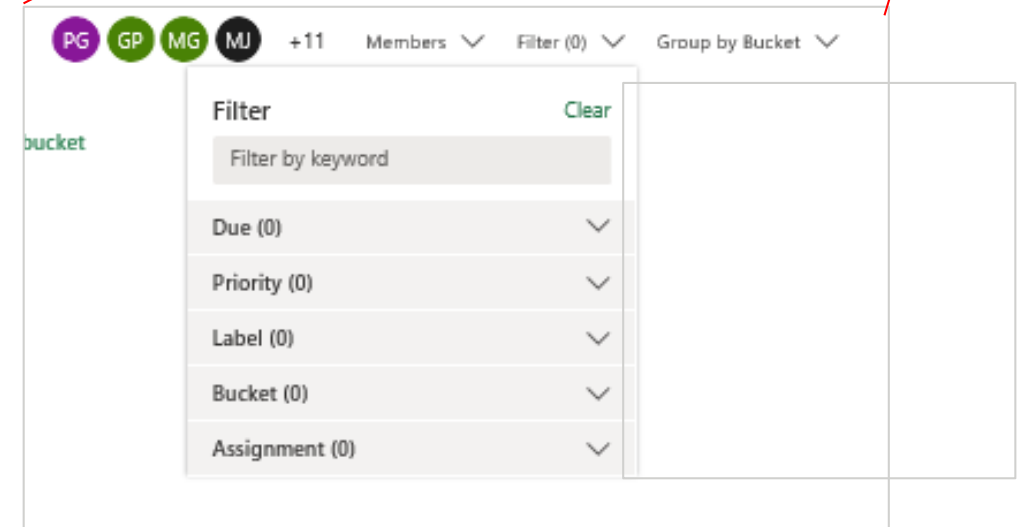 PG GP MG MJ +11 Members Filter (0) Group by Bucket
Filter Clear
bucket
Filter by keyword
Due (0)
Priority (0)
Label (0)
Bucket (0)
Assignment (0)